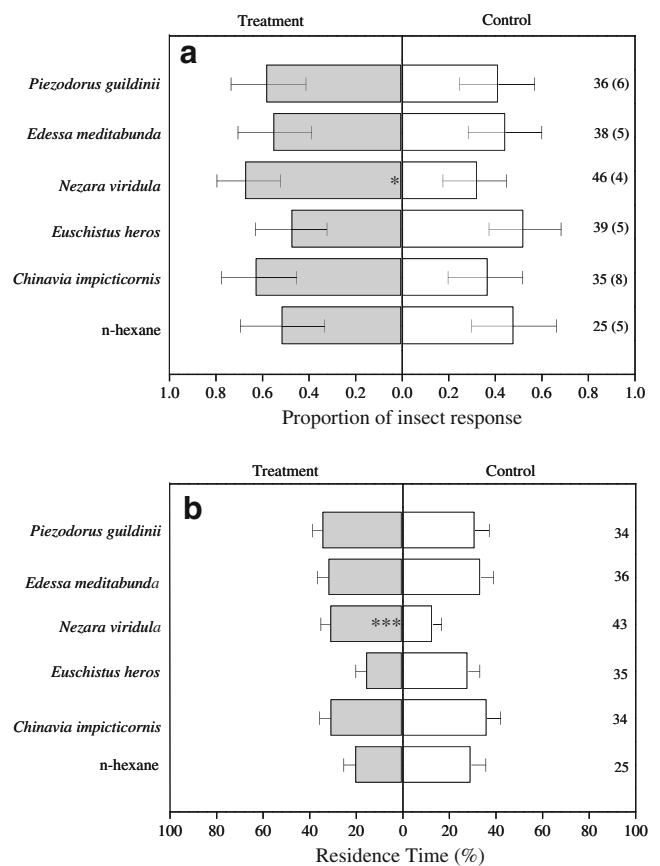 Treatment Control
a
Piezodorus guildinii 36 (6)
Edessa meditabunda 38 (5)
Nezara viridula * 46 (4)
Euschistus heros 39 (5)
Chinavia impicticornis 35 (8)
n-hexane 25 (5)
1.0 0.8 0.6 0.4 0.2 0.0 0.2 0.4 0.6 0.8 1.0
Proportion of insect response
Treatment Control
b
Piezodorus guildinii 34
Edessa meditabunda 36
Nezara viridula *** 43
Euschistus heros 35
Chinavia impicticornis 34
n-hexane 25
100 80 60 40 20 0 20 40 60 80 100
Residence Time (%)